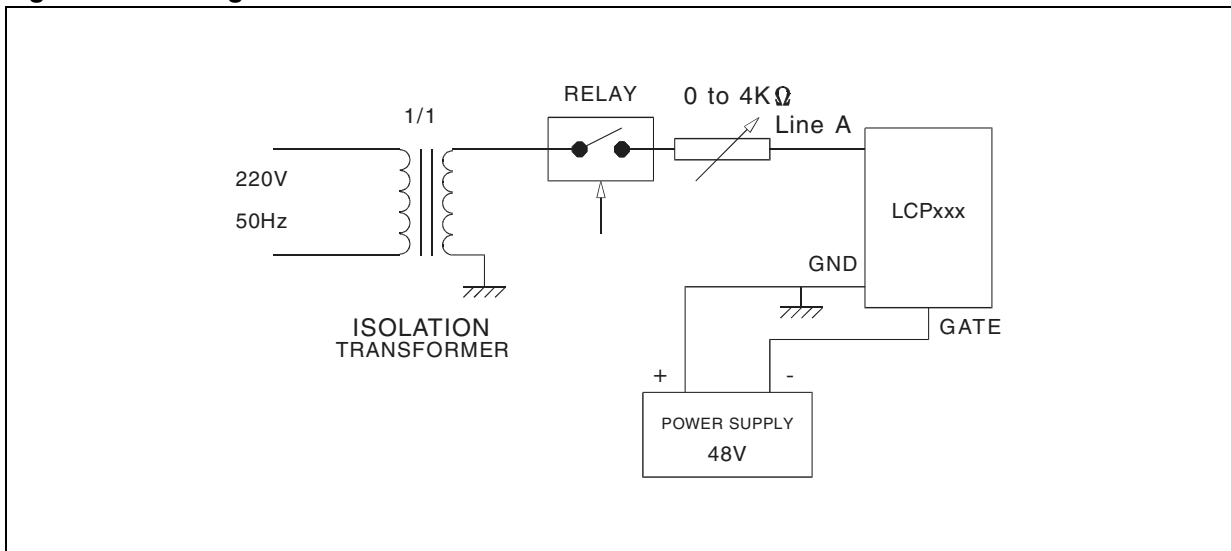 RELAY
0 to 4KΩ
1/1
Line A
220V
50Hz
LCPxxx
GND
ISOLATION
TRANSFORMER
GATE
+
-
POWER SUPPLY
48V